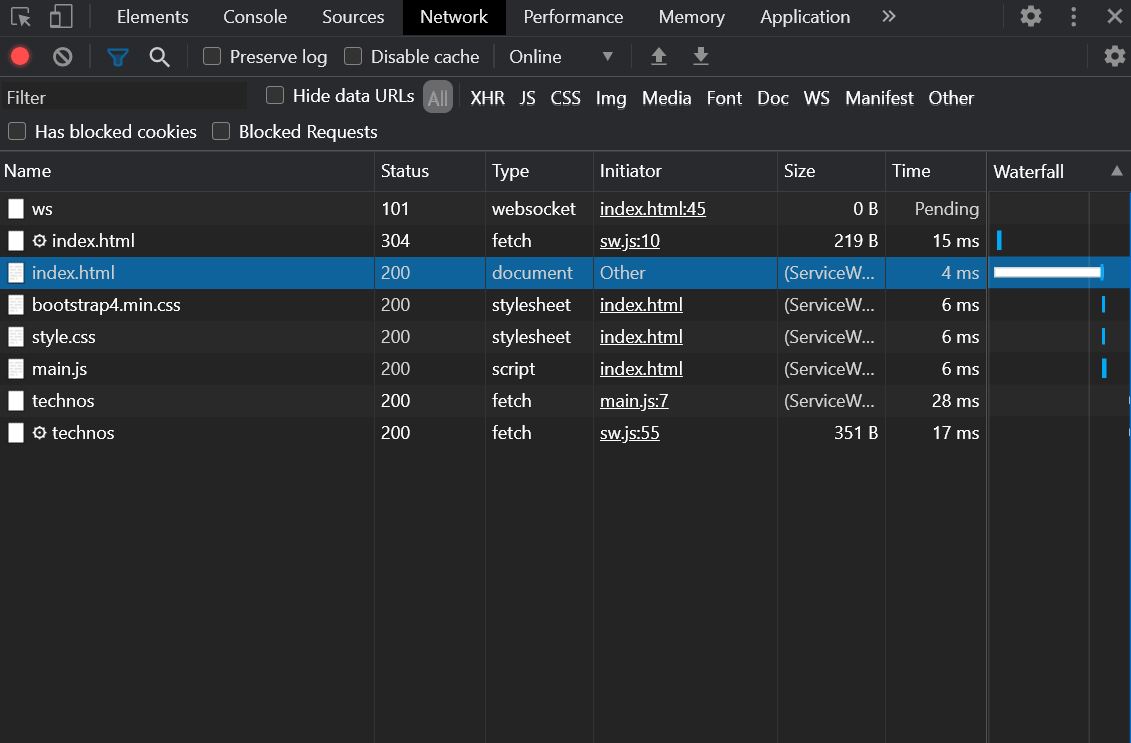 Elements Console Sources Network Performance Memory Application »
Preserve log Disable cache Online ▼
Filter Hide data URLs All XHR JS CSS Img Media Font Doc WS Manifest Other
Has blocked cookies Blocked Requests
Name Status Type Initiator Size Time Waterfall ▲
ws 101 websocket index.html:45 0 B Pending
index.html 304 fetch sw.js:10 219 B 15 ms
index.html 200 document Other (ServiceW... 4 ms
bootstrap4.min.css 200 stylesheet index.html (ServiceW... 6 ms
style.css 200 stylesheet index.html (ServiceW... 6 ms
main.js 200 script index.html (ServiceW... 6 ms
technos 200 fetch main.js:7 (ServiceW... 28 ms
technos 200 fetch sw.js:55 351 B 17 ms